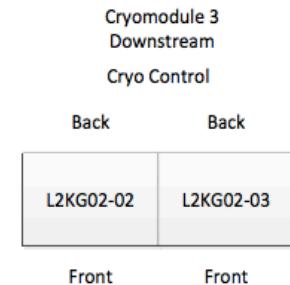 Cryomodule 3
Downstream
Cryo Control
Back Back
L2KG02-02 L2KG02-03
Front Front